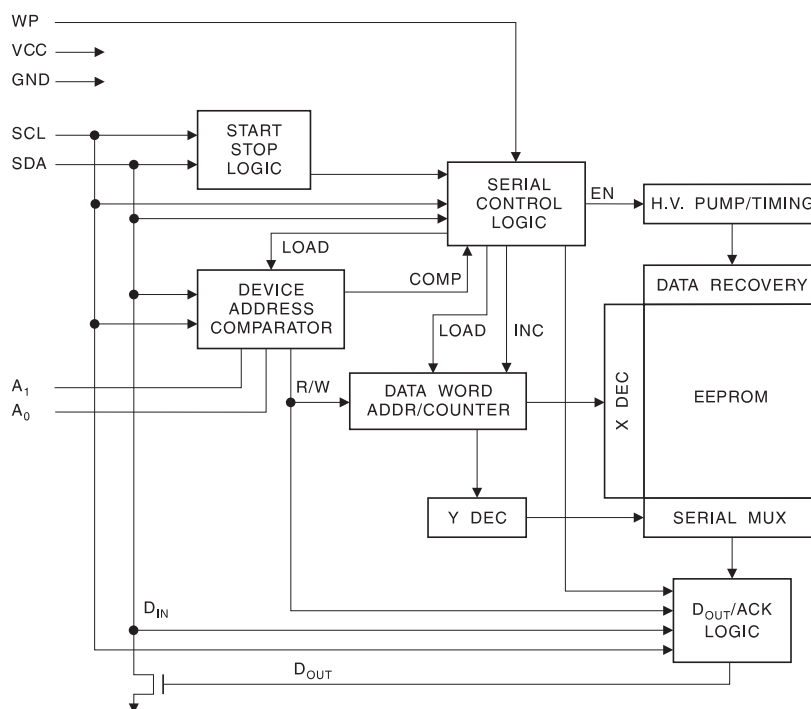 WP
VCC
GND
SCL
SDA
START
STOP
LOGIC
SERIAL
CONTROL
LOGIC
EN
H.V. PUMP/TIMING
LOAD
COMP
DEVICE
ADDRESS
COMPARATOR
DATA RECOVERY
LOAD
INC
A1
A0
R/W
DATA WORD
ADDR/COUNTER
X DEC
EEPROM
Y DEC
SERIAL MUX
DIN
DOUT/ACK
LOGIC
DOUT